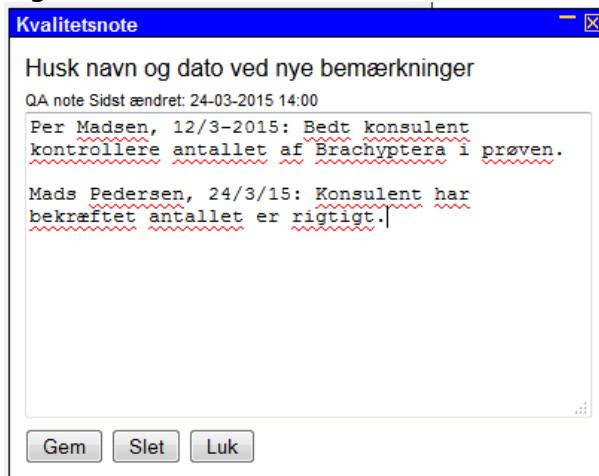 Kvalitetsnote
Husk navn og dato ved nye bemærkninger
QA note Sidst ændret: 24-03-2015 14:00
Per Madsen, 12/3-2015: Bedt konsulent
kontrollere antallet af Brachyptera i prøven.
Mads Pedersen, 24/3/15: Konsulent har
bekræftet antallet er rigtigt.
Gem Slet Luk